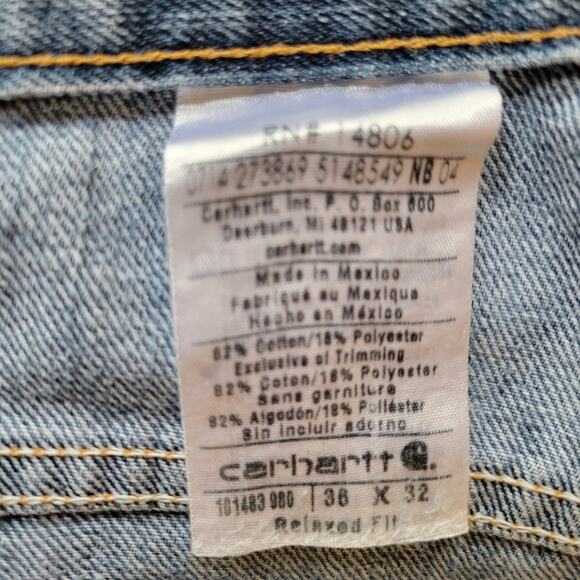 RN# 14806
0714 273869 5148549 NB 04
Carhartt, Inc. P. O. Box 600
Dearborn, MI 48121 USA
carhartt.com
Made in Mexico
Fabriqué au Mexique
Hecho en México
82% Cotton/18% Polyester
Exclusive of Trimming
82% Coton/18% Polyester
Sans garniture
82% Algodón/18% Poliéster
Sin incluir adorno
carhartt
101483 980 | 36 X 32
Relaxed Fit